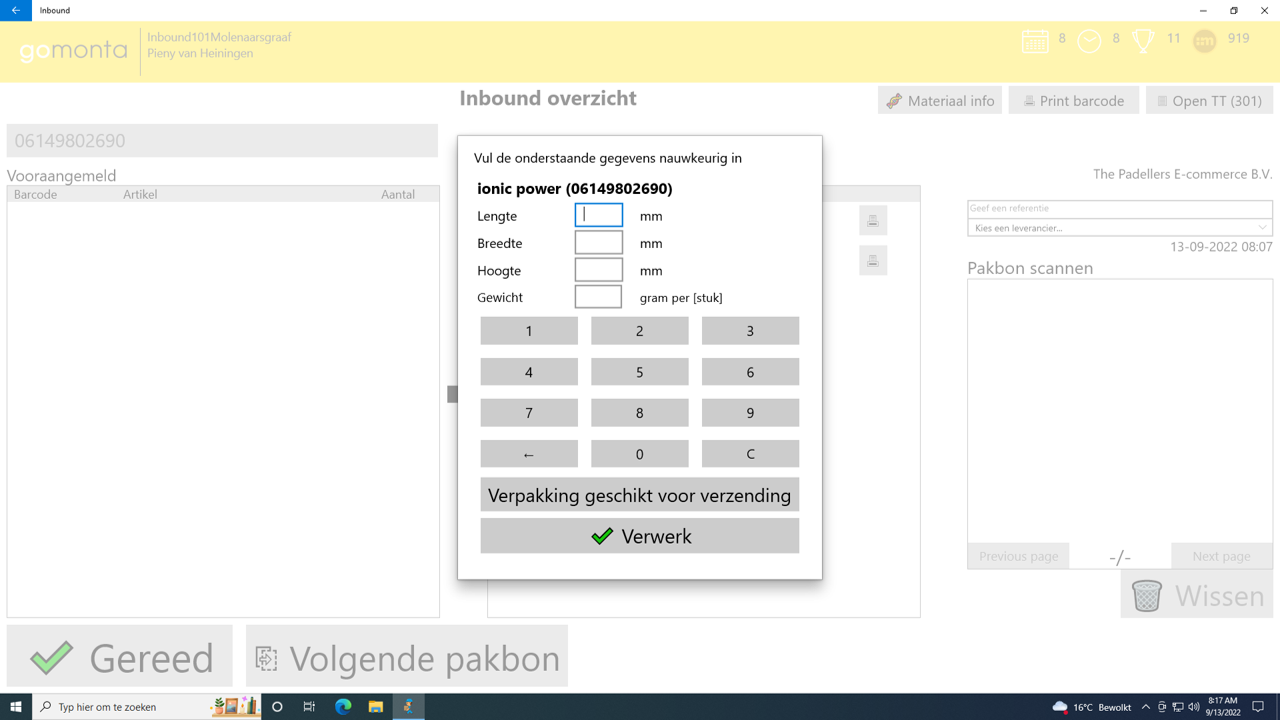 Inbound
gomonta
Inbound101Molenaarsgraaf
Pieny van Heiningen
8
8
11
919
Inbound overzicht
Materiaal info
Print barcode
Open TT (301)
06149802690
Vooraangemeld
Barcode Artikel Aantal
Vul de onderstaande gegevens nauwkeurig in
ionic power (06149802690)
Lengte mm
Breedte mm
Hoogte mm
Gewicht gram per [stuk]
1 2 3
4 5 6
7 8 9
← 0 C
Verpakking geschikt voor verzending
Verwerk
The Padellers E-commerce B.V.
Geef een referentie
Kies een leverancier...
13-09-2022 08:07
Pakbon scannen
Previous page -/- Next page
Wissen
Gereed
Volgende pakbon
Typ hier om te zoeken
16°C Bewolkt
8:17 AM
9/13/2022